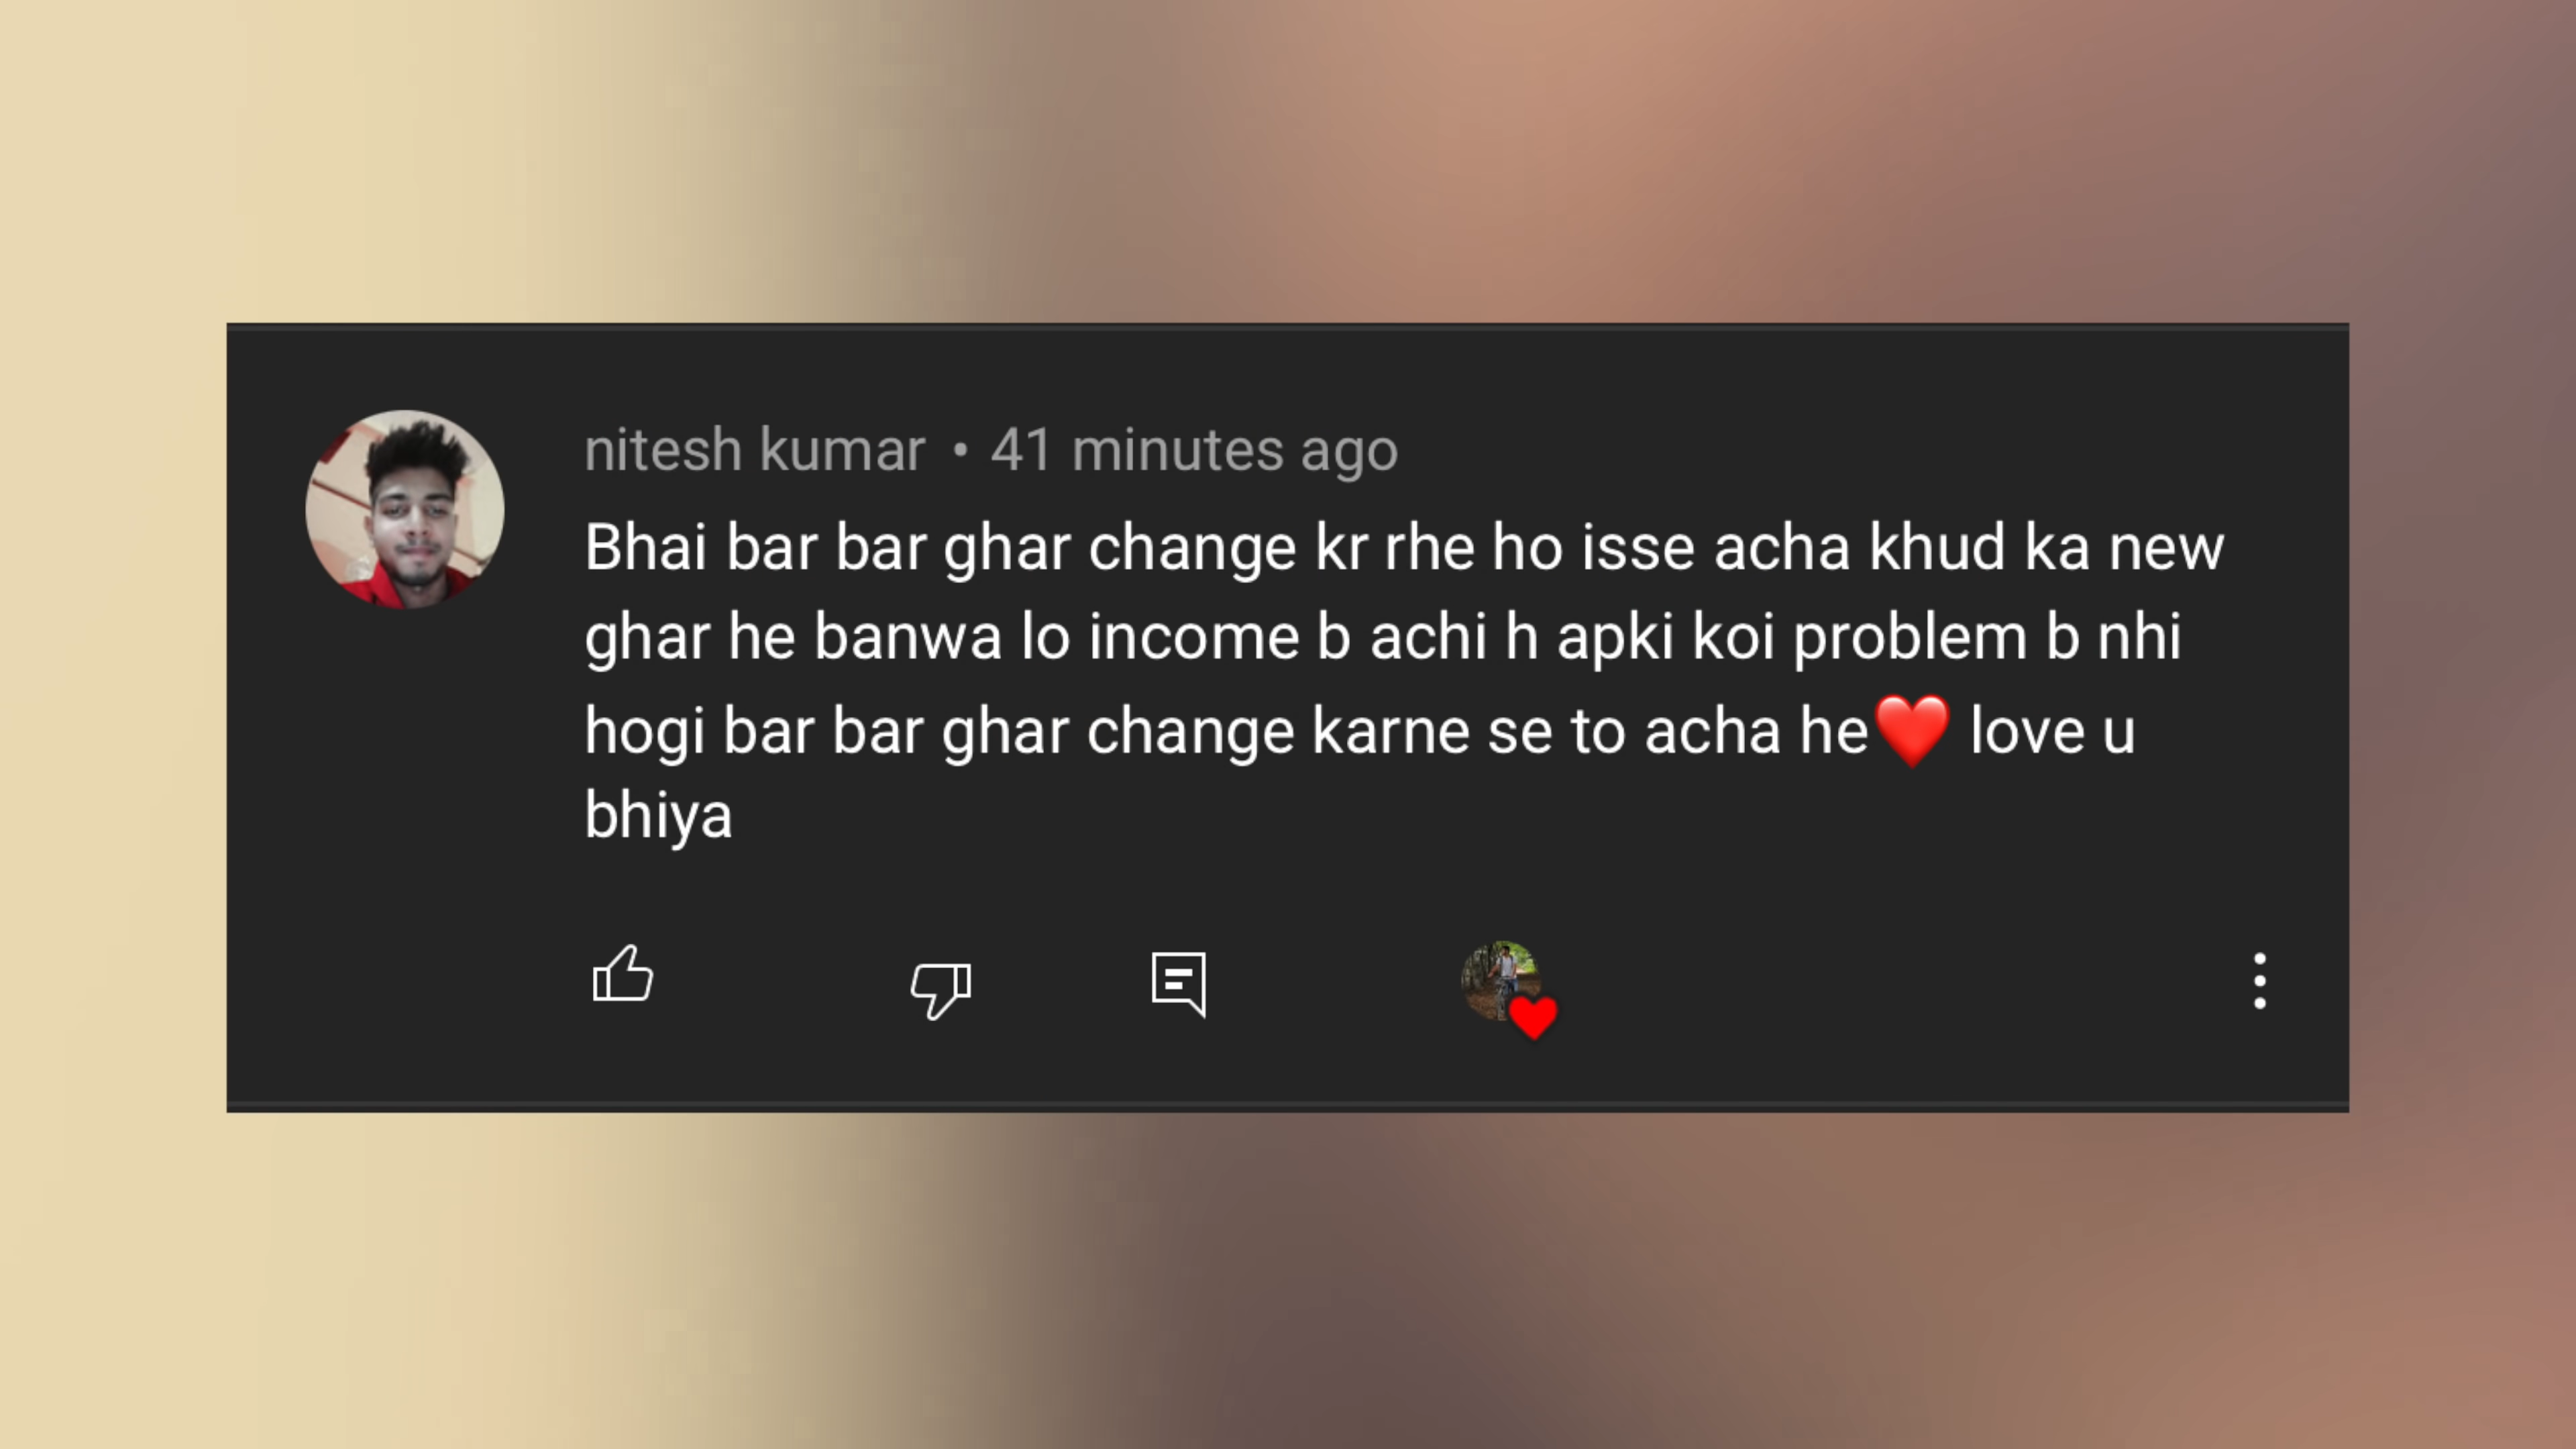 nitesh kumar • 41 minutes ago
Bhai bar bar ghar change kr rhe ho isse acha khud ka new
ghar he banwa lo income b achi h apki koi problem b nhi
hogi bar bar ghar change karne se to acha he❤️ love u
bhiya